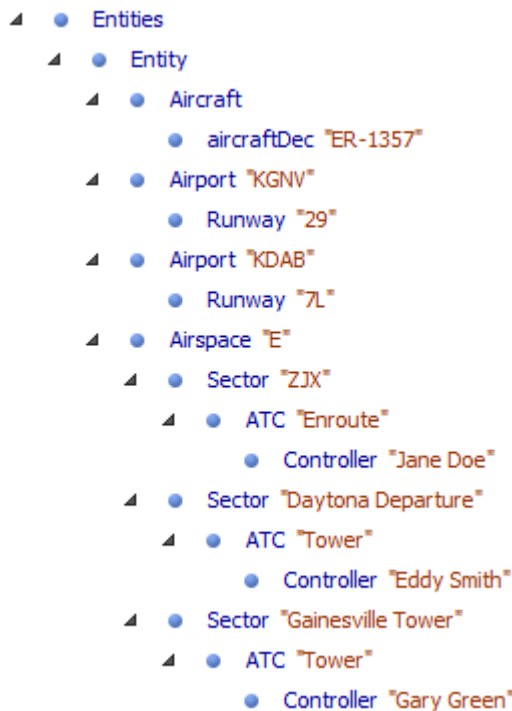 Entities
Entity
Aircraft
aircraftDec "ER-1357"
Airport "KGNV"
Runway "29"
Airport "KDAB"
Runway "7L"
Airspace "E"
Sector "ZJX"
ATC "Enroute"
Controller "Jane Doe"
Sector "Daytona Departure"
ATC "Tower"
Controller "Eddy Smith"
Sector "Gainesville Tower"
ATC "Tower"
Controller "Gary Green"